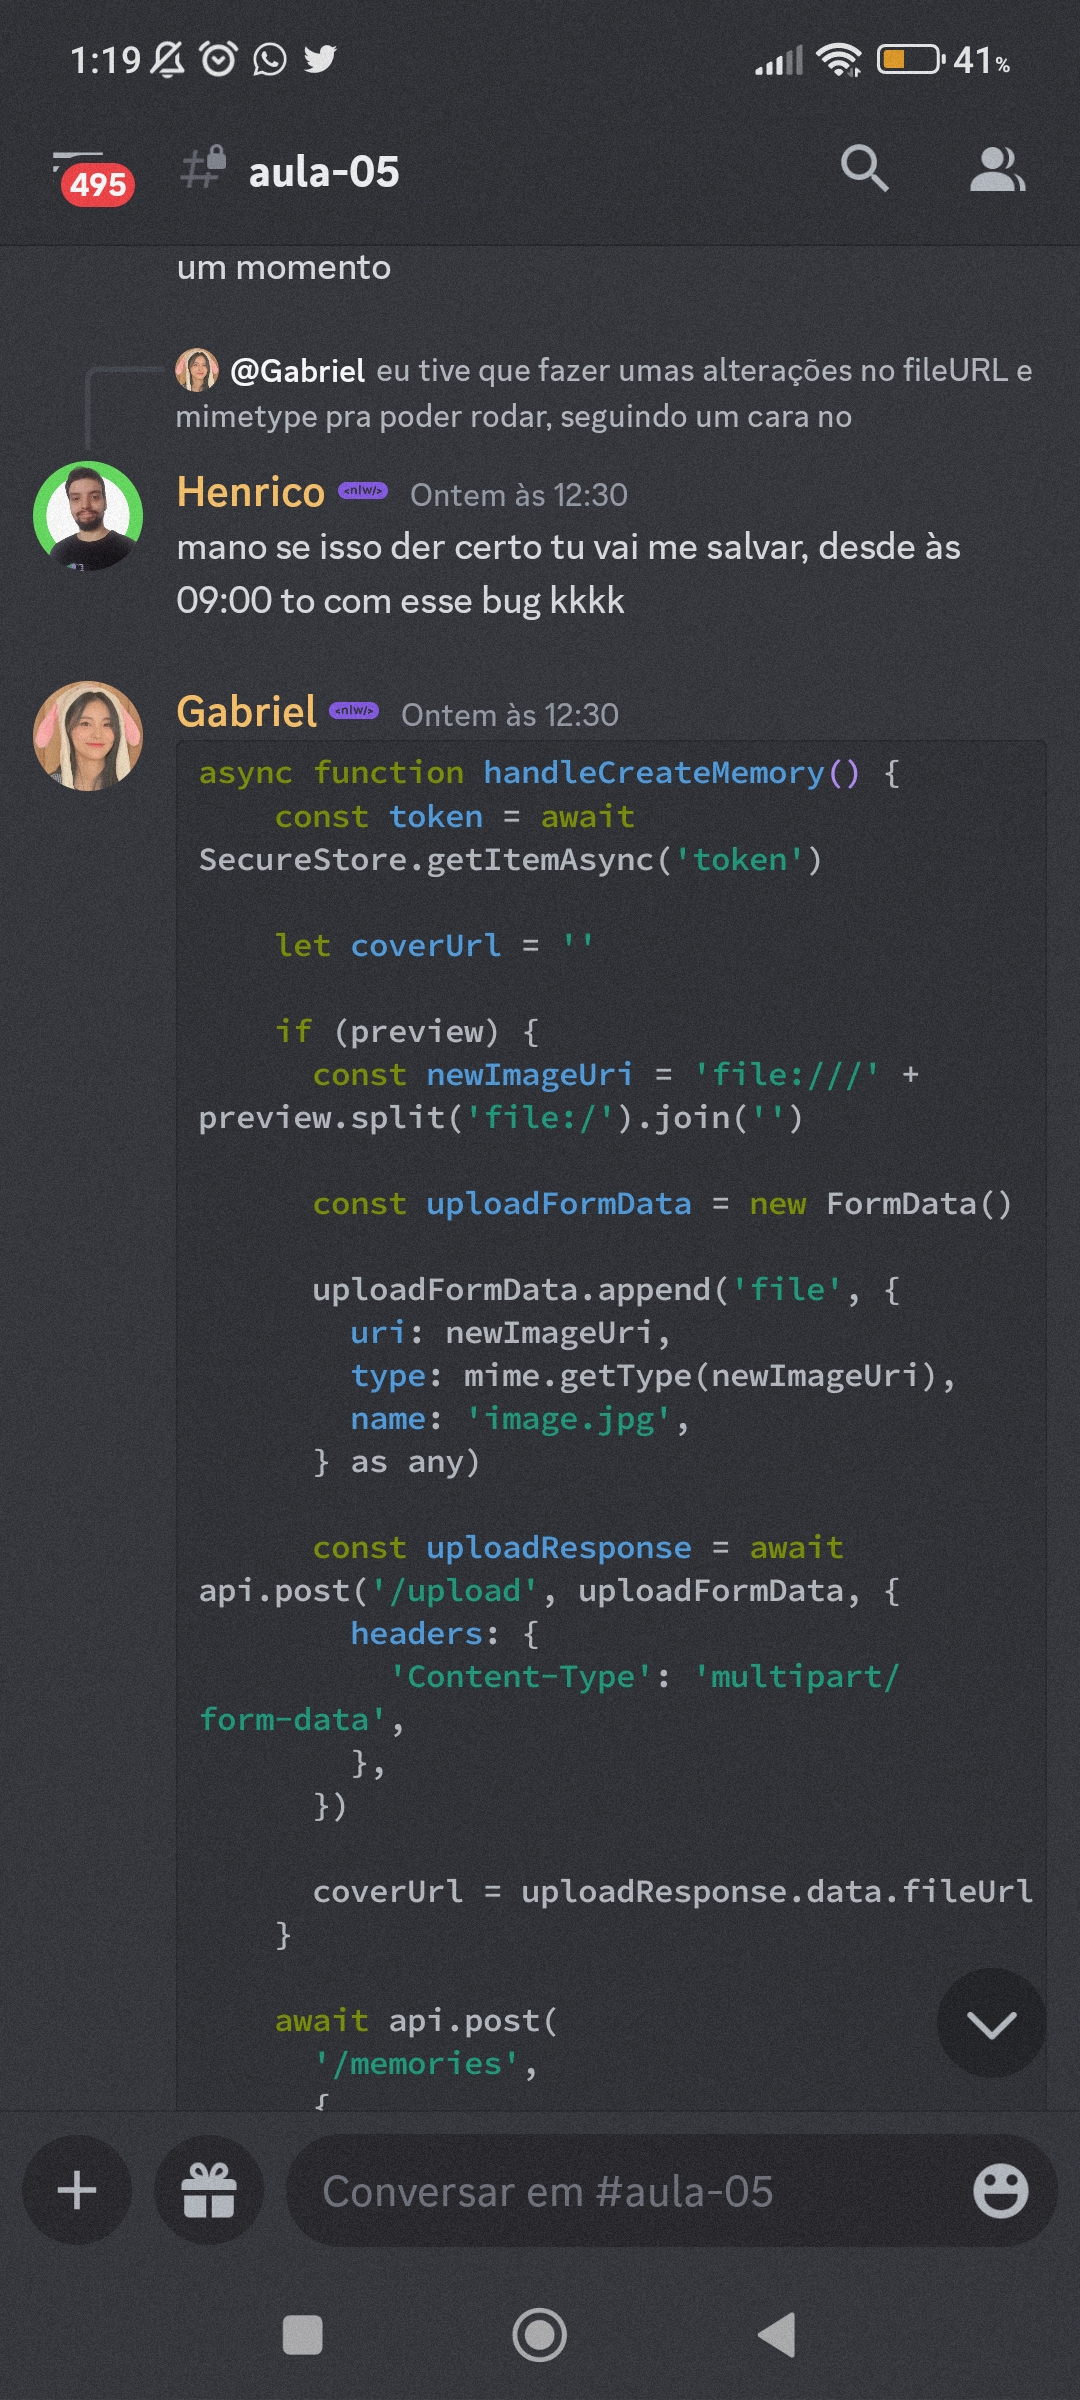 1:19
41%
495
aula-05
um momento
@Gabriel eu tive que fazer umas alterações no fileURL e
mimetype pra poder rodar, seguindo um cara no
Henrico <nlw/> Ontem às 12:30
mano se isso der certo tu vai me salvar, desde às
09:00 to com esse bug kkkk
Gabriel <nlw/> Ontem às 12:30
async function handleCreateMemory() {
    const token = await
SecureStore.getItemAsync('token')
    let coverUrl = ''
    if (preview) {
      const newImageUri = 'file:///' +
preview.split('file:/').join('')
      const uploadFormData = new FormData()
      uploadFormData.append('file', {
        uri: newImageUri,
        type: mime.getType(newImageUri),
        name: 'image.jpg',
      } as any)
      const uploadResponse = await
api.post('/upload', uploadFormData, {
        headers: {
          'Content-Type': 'multipart/
form-data',
        },
      })
      coverUrl = uploadResponse.data.fileUrl
    }
    await api.post(
      '/memories',
      {
Conversar em #aula-05